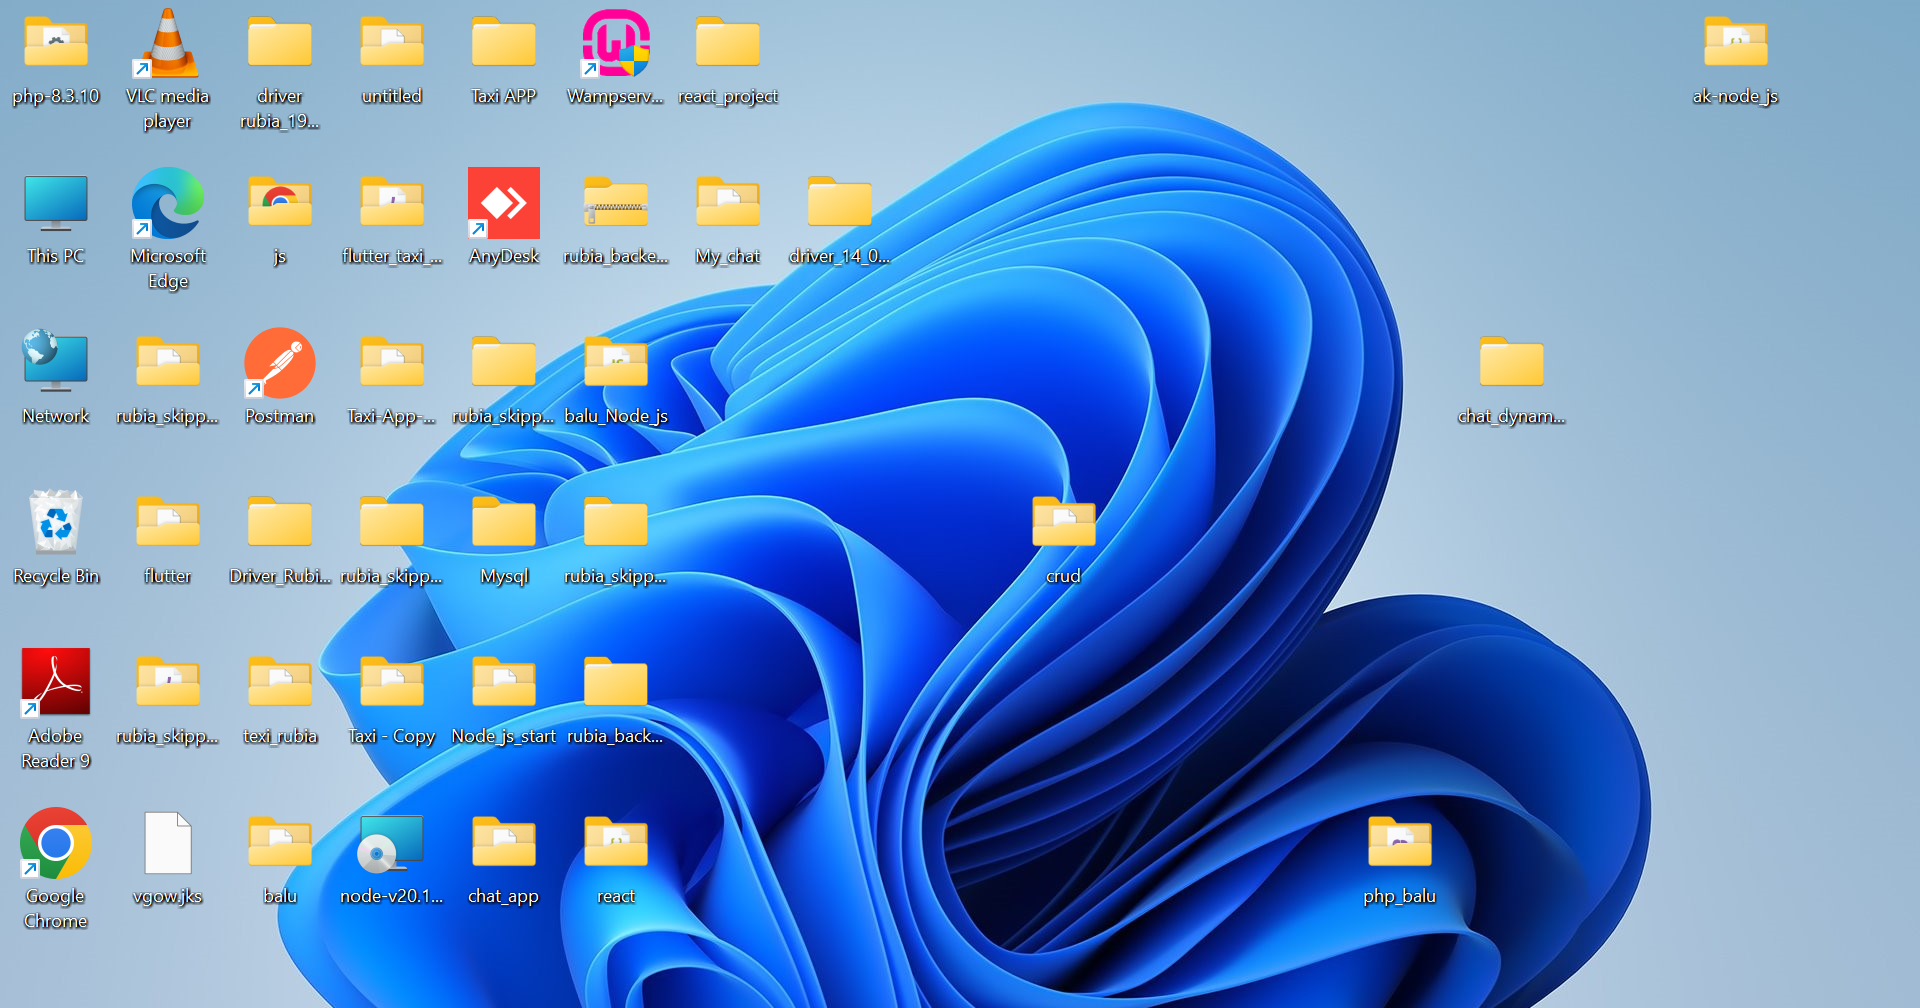 php-8.3.10
VLC media
player
driver
rubia_19...
untitled
Taxi APP
Wampserv...
react_project
ak-node_js
This PC
Microsoft
Edge
js
flutter_taxi_...
AnyDesk
rubia_backe...
My_chat
driver_14_0...
Network
rubia_skipp...
Postman
Taxi-App-...
rubia_skipp...
balu_Node_js
chat_dynam...
Recycle Bin
flutter
Driver_Rubi...
rubia_skipp...
Mysql
rubia_skipp...
crud
Adobe
Reader 9
rubia_skipp...
texi_rubia
Taxi - Copy
Node_js_start
rubia_back...
Google
Chrome
vgow.jks
balu
node-v20.1...
chat_app
react
php_balu